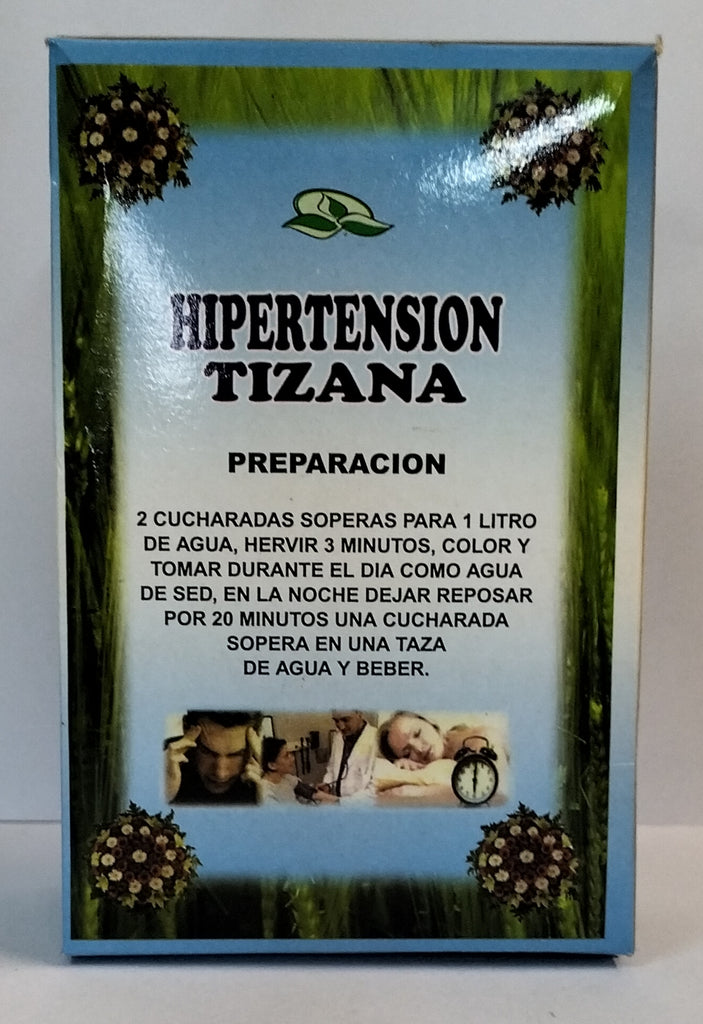 HIPERTENSION
TIZANA
PREPARACION
2 CUCHARADAS SOPERAS PARA 1 LITRO
DE AGUA, HERVIR 3 MINUTOS, COLOR Y
TOMAR DURANTE EL DIA COMO AGUA
DE SED, EN LA NOCHE DEJAR REPOSAR
POR 20 MINUTOS UNA CUCHARADA
SOPERA EN UNA TAZA
DE AGUA Y BEBER.